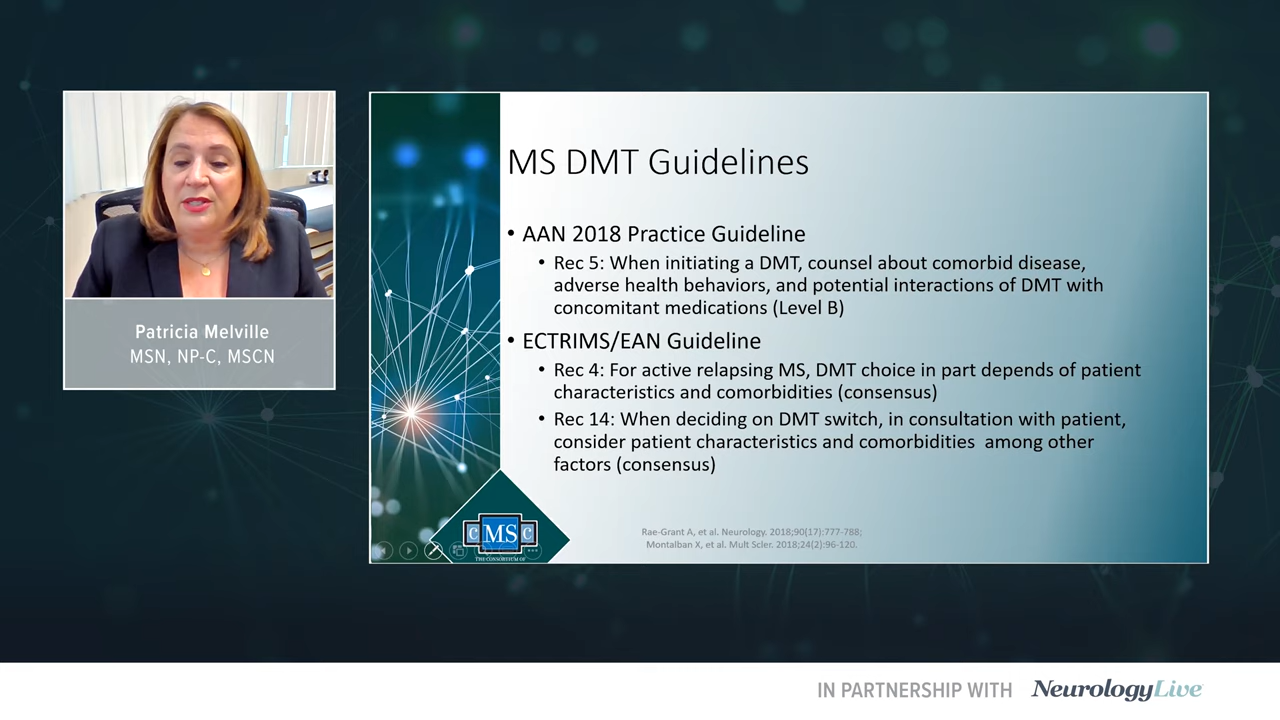 Patricia Melville
MSN, NP-C, MSCN
MS DMT Guidelines
• AAN 2018 Practice Guideline
• Rec 5: When initiating a DMT, counsel about comorbid disease,
adverse health behaviors, and potential interactions of DMT with
concomitant medications (Level B)
• ECTRIMS/EAN Guideline
• Rec 4: For active relapsing MS, DMT choice in part depends of patient
characteristics and comorbidities (consensus)
• Rec 14: When deciding on DMT switch, in consultation with patient,
consider patient characteristics and comorbidities among other
factors (consensus)
Rae-Grant A, et al. Neurology. 2018;90(17):777-788;
Montalban X, et al. Mult Scler. 2018;24(2):96-120.
CMSC
THE CONSORTIUM OF
IN PARTNERSHIP WITH NeurologyLive